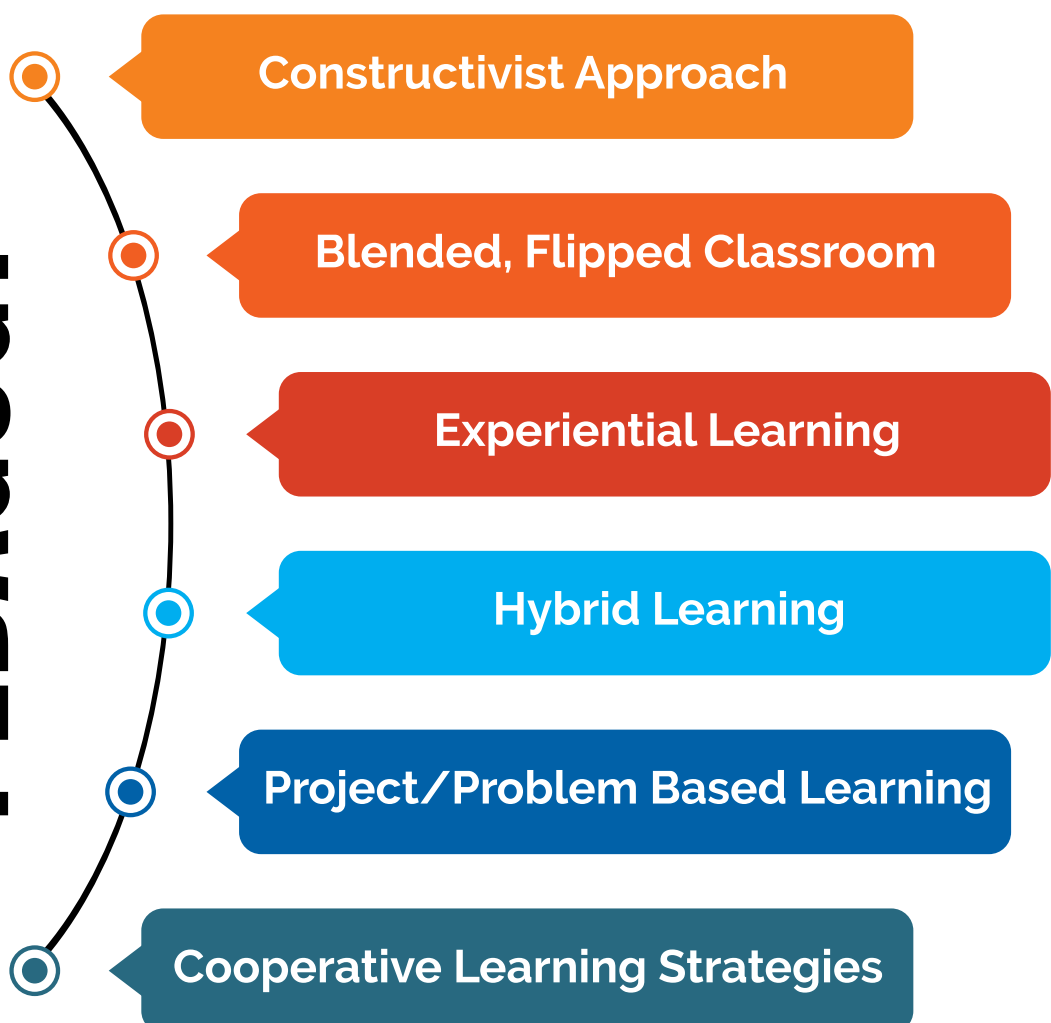 Constructivist Approach
Blended, Flipped Classroom
Experiential Learning
Hybrid Learning
Project/Problem Based Learning
Cooperative Learning Strategies